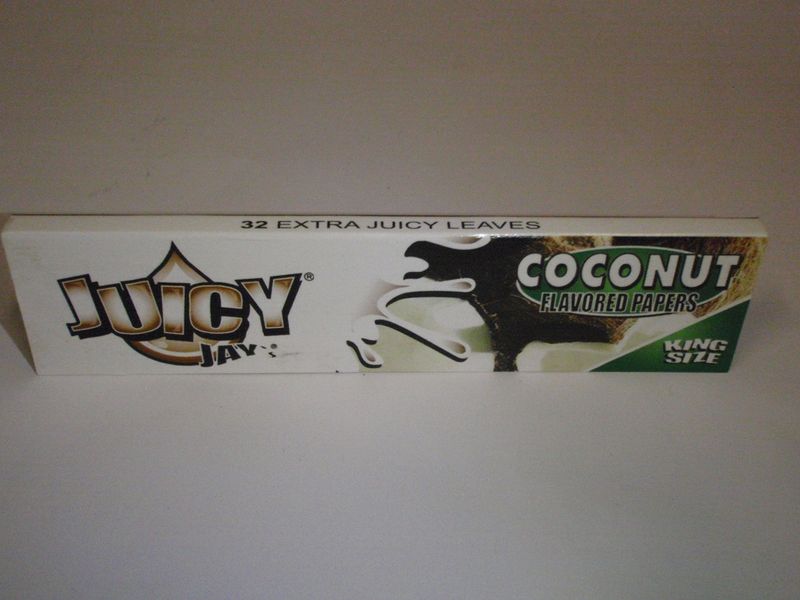 32 EXTRA JUICY LEAVES
JUICY®
JAY's
COCONUT
FLAVORED PAPERS
KING
SIZE